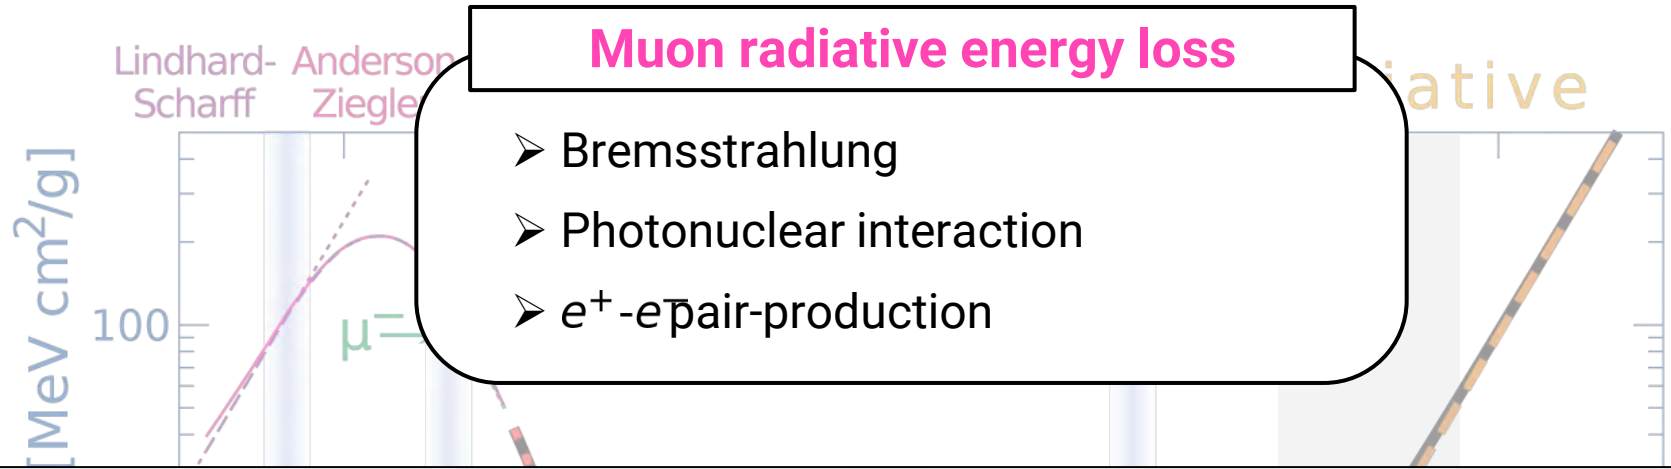 Muon radiative energy loss
Lindhard-
Scharff
Anderson
Ziegle
iative
➢ Bremsstrahlung
➢ Photonuclear interaction
➢ e⁺-e⁻pair-production
[MeV cm²/g]
100
μ⁻